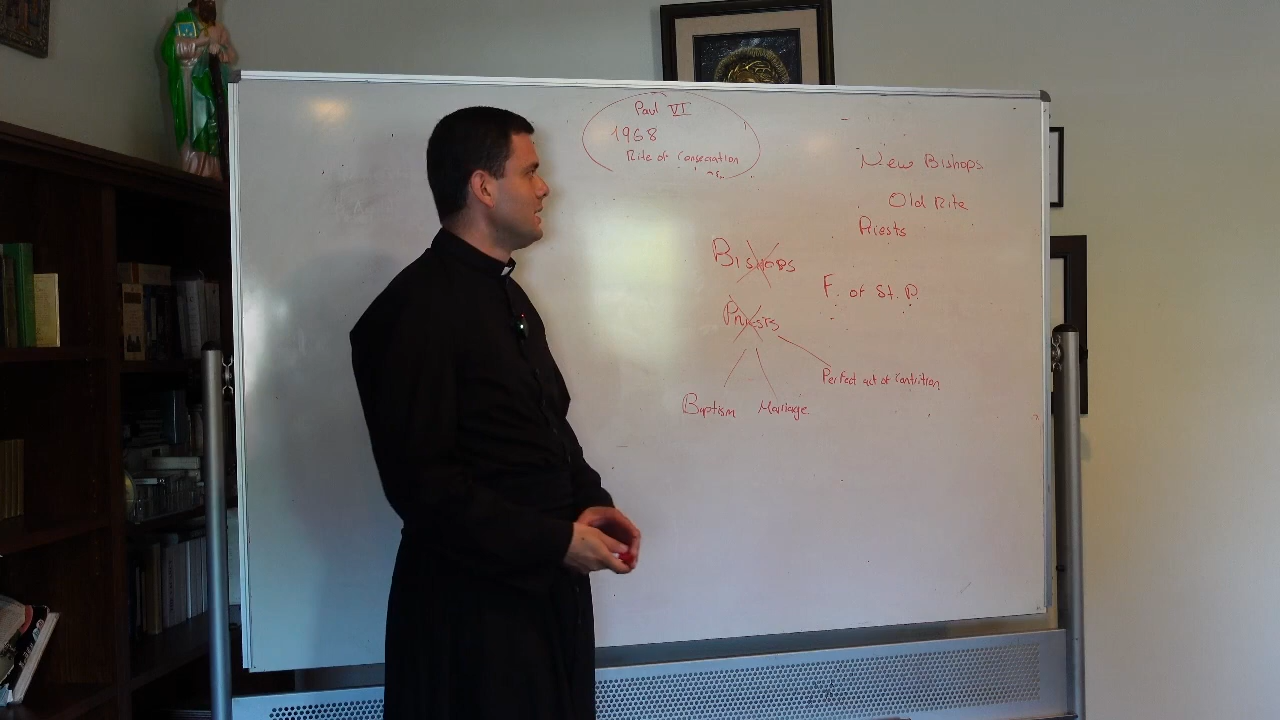 Paul VI
1968
Rite of Consecration
New Bishops
Old Rite
Priests
Bishops
F. of St. P.
Priests
Perfect act of Contrition
Baptism Marriage